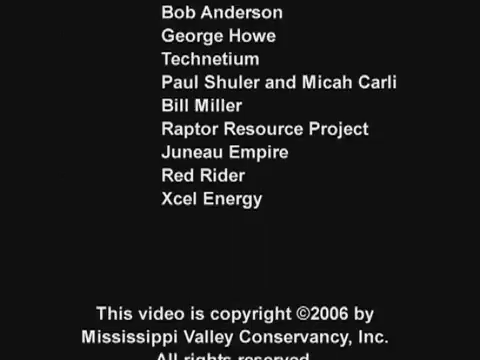 Bob Anderson
George Howe
Technetium
Paul Shuler and Micah Carli
Bill Miller
Raptor Resource Project
Juneau Empire
Red Rider
Xcel Energy
This video is copyright ©2006 by
Mississippi Valley Conservancy, Inc.
All rights reserved